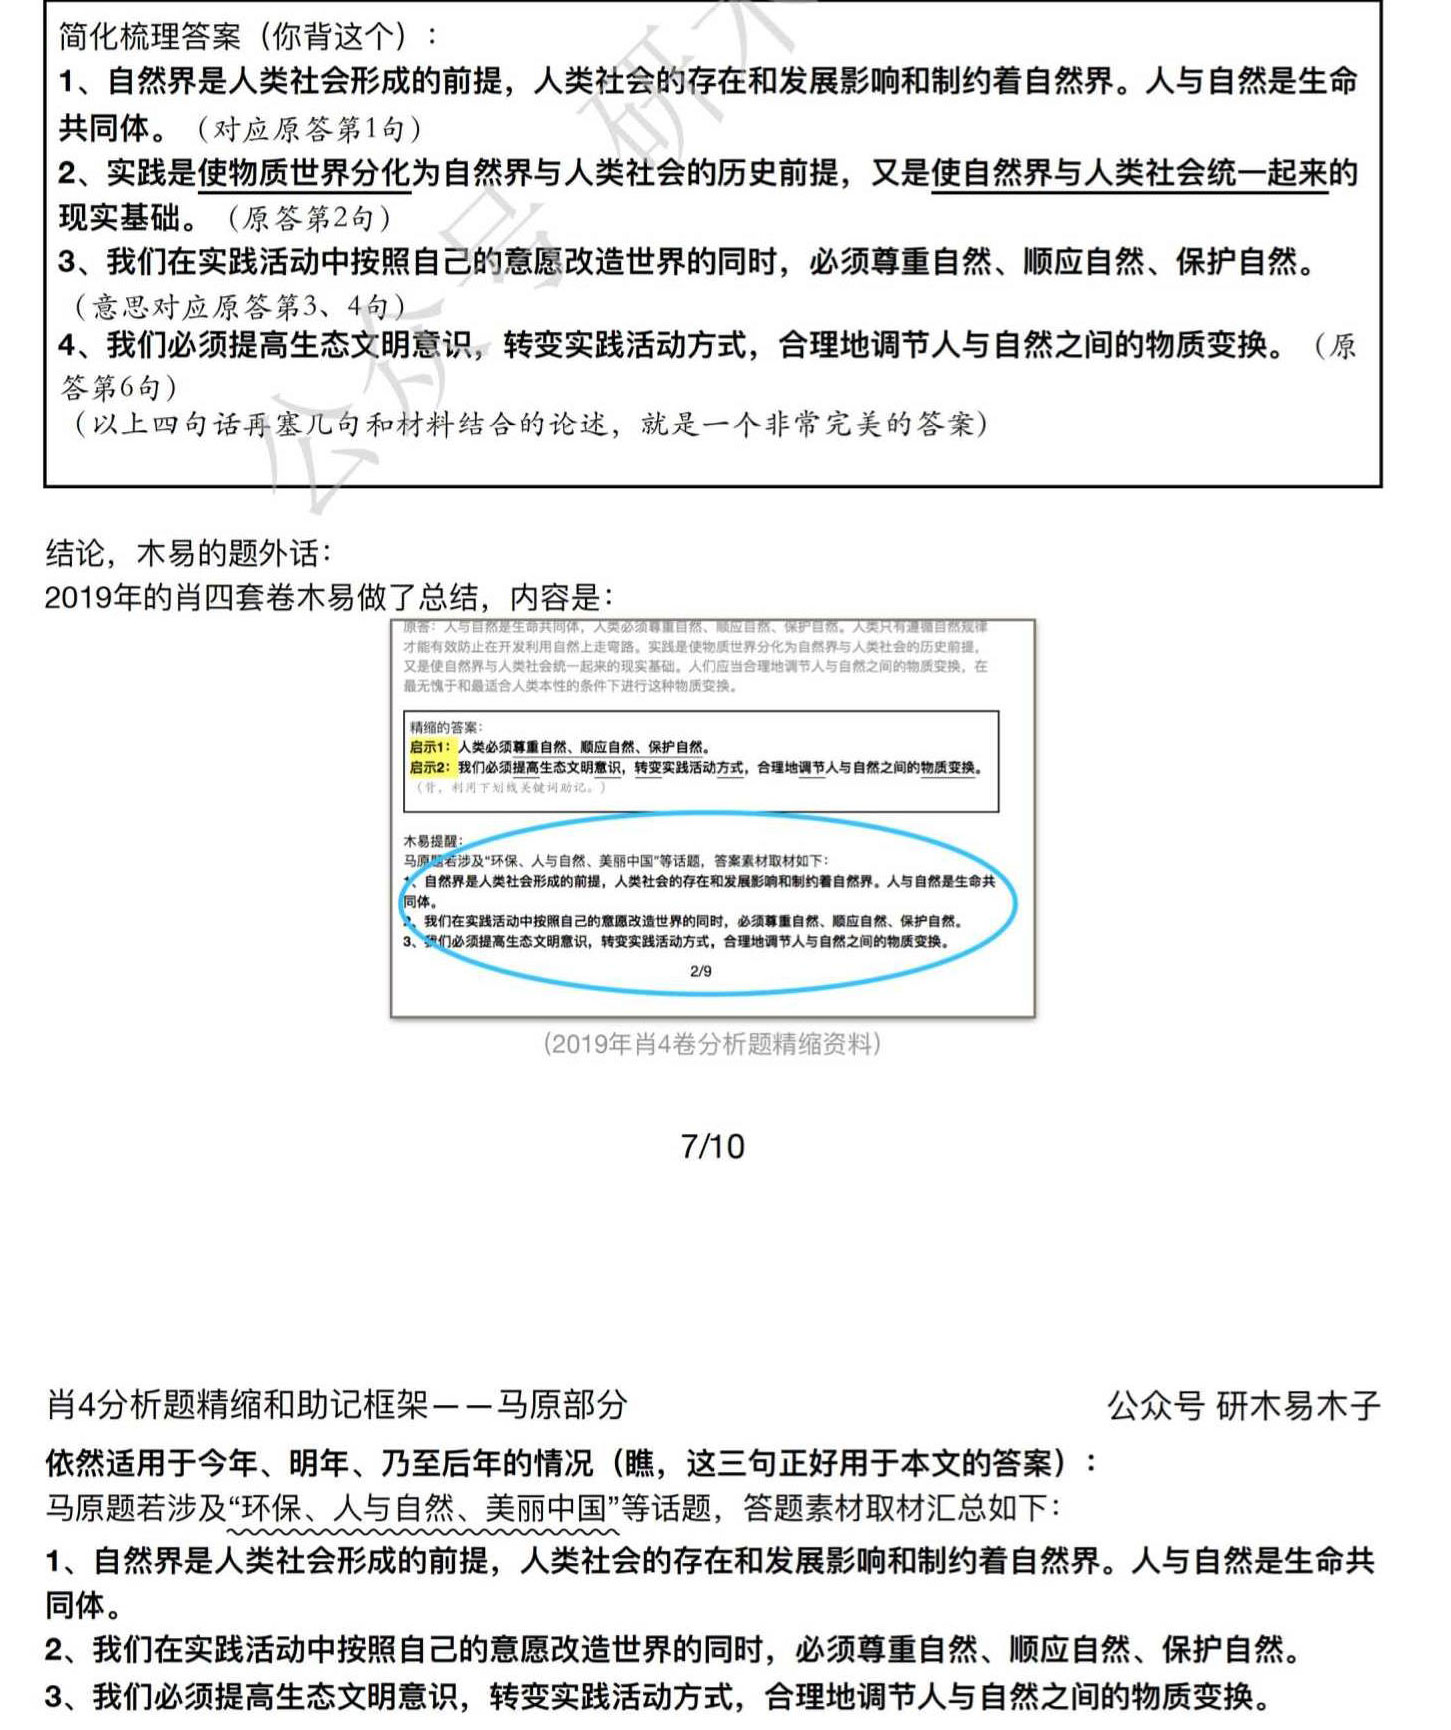 简化梳理答案（你背这个）：
1、自然界是人类社会形成的前提，人类社会的存在和发展影响和制约着自然界。人与自然是生命
共同体。（对应原答第1句）
2、实践是使物质世界分化为自然界与人类社会的历史前提，又是使自然界与人类社会统一起来的
现实基础。（原答第2句）
3、我们在实践活动中按照自己的意愿改造世界的同时，必须尊重自然、顺应自然、保护自然。
（意思对应原答第3、4句）
4、我们必须提高生态文明意识，转变实践活动方式，合理地调节人与自然之间的物质变换。（原
答第6句）
（以上四句话再塞几句和材料结合的论述，就是一个非常完美的答案）
公众号 研木
结论，木易的题外话：
2019年的肖四套卷木易做了总结，内容是：
原答：人与自然是生命共同体，人类必须尊重自然、顺应自然、保护自然。人类只有遵循自然规律
才能有效防止在开发利用自然上走弯路。实践是使物质世界分化为自然界与人类社会的历史前提，
又是使自然界与人类社会统一起来的现实基础。人们应当合理地调节人与自然之间的物质变换，在
最无愧于和最适合人类本性的条件下进行这种物质变换。
精缩的答案：
启示1：人类必须尊重自然、顺应自然、保护自然。
启示2：我们必须提高生态文明意识，转变实践活动方式，合理地调节人与自然之间的物质变换。
（背，利用下划线关键词助记。）
木易提醒：
马原题若涉及“环保、人与自然、美丽中国”等话题，答案素材取材如下：
1、自然界是人类社会形成的前提，人类社会的存在和发展影响和制约着自然界。人与自然是生命共
同体。
2、我们在实践活动中按照自己的意愿改造世界的同时，必须尊重自然、顺应自然、保护自然。
3、我们必须提高生态文明意识，转变实践活动方式，合理地调节人与自然之间的物质变换。
2/9
（2019年肖4卷分析题精缩资料）
7/10
肖4分析题精缩和助记框架——马原部分 公众号 研木易木子
依然适用于今年、明年、乃至后年的情况（瞧，这三句正好用于本文的答案）：
马原题若涉及“环保、人与自然、美丽中国”等话题，答题素材取材汇总如下：
1、自然界是人类社会形成的前提，人类社会的存在和发展影响和制约着自然界。人与自然是生命共
同体。
2、我们在实践活动中按照自己的意愿改造世界的同时，必须尊重自然、顺应自然、保护自然。
3、我们必须提高生态文明意识，转变实践活动方式，合理地调节人与自然之间的物质变换。